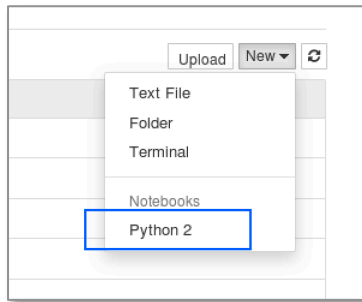 Upload New
Text File
Folder
Terminal
Notebooks
Python 2